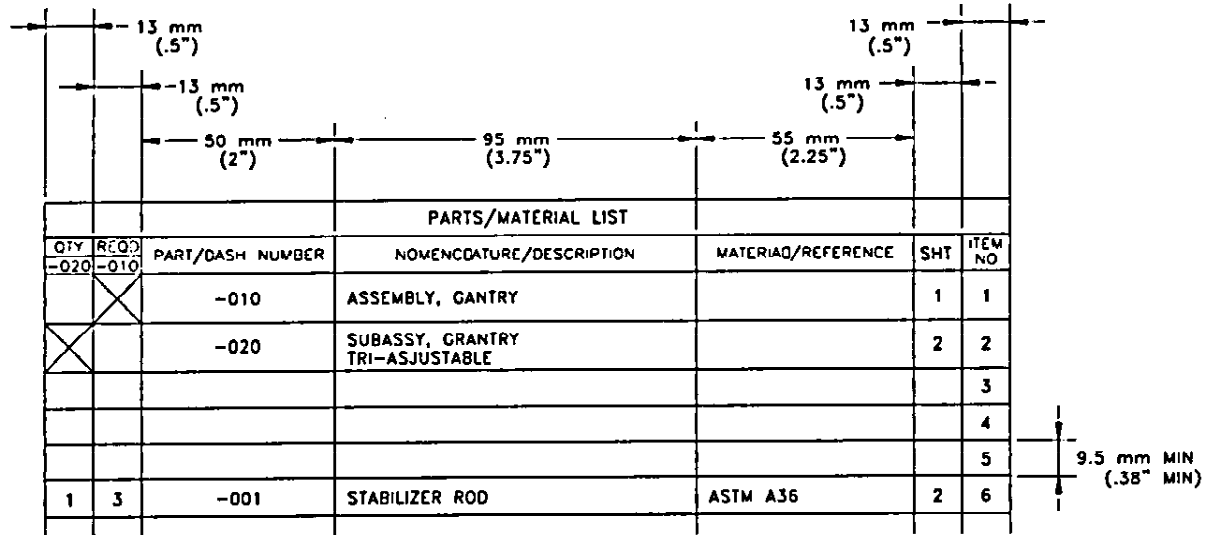 13 mm
(.5")
13 mm
(.5")
-13 mm
(.5")
13 mm
(.5")
50 mm
(2")
95 mm
(3.75")
55 mm
(2.25")
PARTS/MATERIAL LIST
QTY REQD PART/DASH NUMBER NOMENCDATURE/DESCRIPTION MATERIAD/REFERENCE SHT ITEM NO
-020 -010
-010 ASSEMBLY, GANTRY 1 1
-020 SUBASSY, GRANTRY 2 2
TRI-ASJUSTABLE
3
4
5
9.5 mm MIN
(.38" MIN)
1 3 -001 STABILIZER ROD ASTM A36 2 6